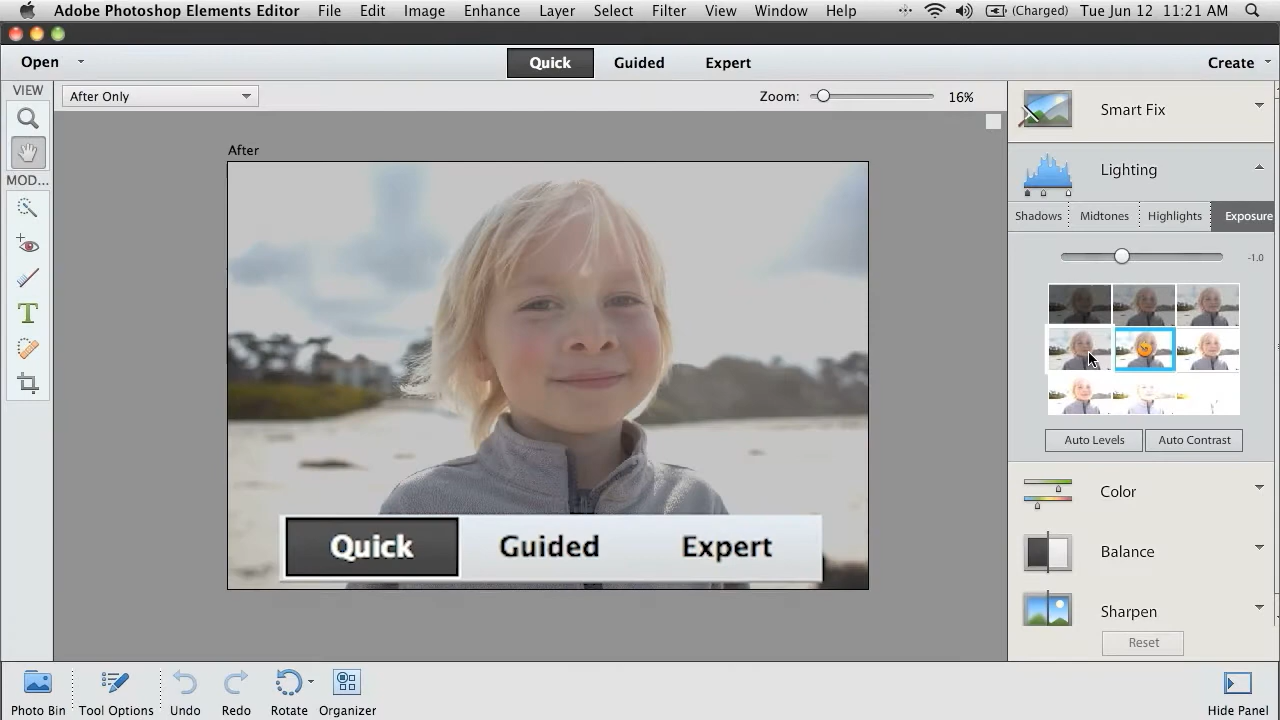 Adobe Photoshop Elements Editor File Edit Image Enhance Layer Select Filter View Window Help (Charged) Tue Jun 12 11:21 AM
Open Quick Guided Expert Create
VIEW After Only Zoom: 16%
After
MOD...
T
Smart Fix
Lighting
Shadows Midtones Highlights Exposure
-1.0
Auto Levels Auto Contrast
Color
Balance
Sharpen
Reset
Quick Guided Expert
Photo Bin Tool Options Undo Redo Rotate Organizer Hide Panel